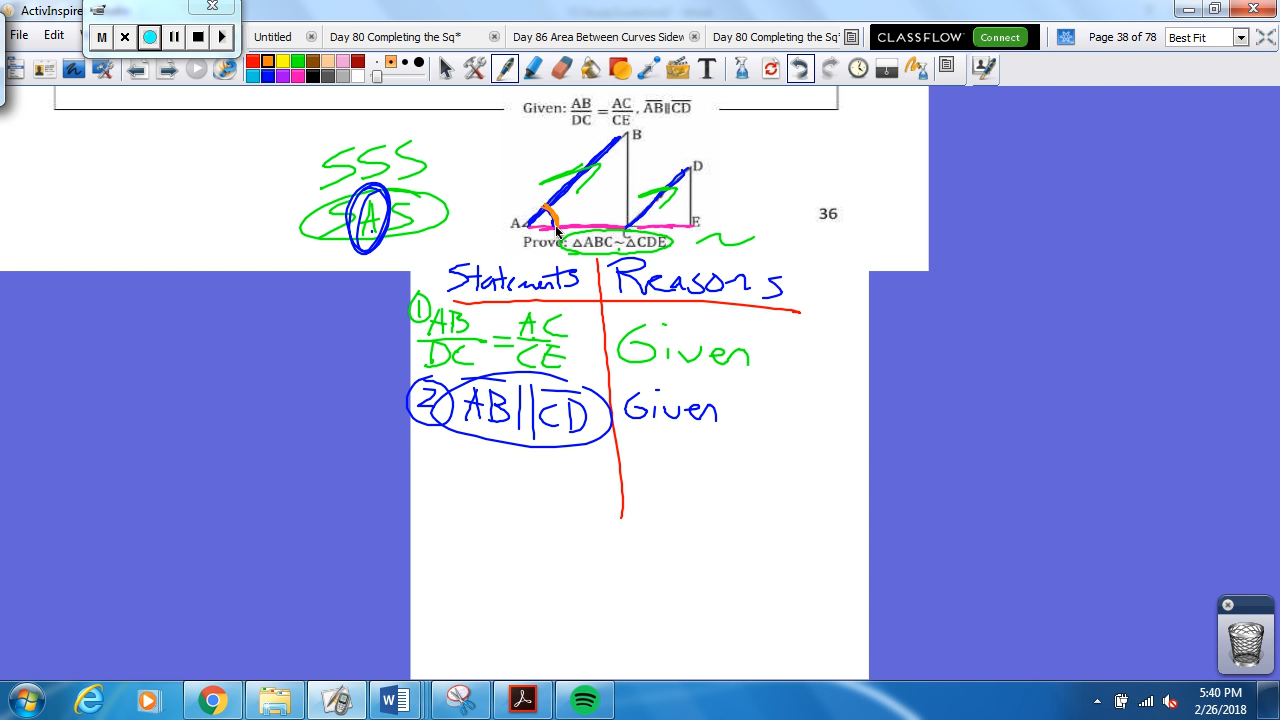 ActivInspire
File Edit
M
Untitled
Day 80 Completing the Sq*
Day 86 Area Between Curves Sidew
Day 80 Completing the Sq
CLASSFLOW Connect
Page 38 of 78
Best Fit
T
Given: AB/DC = AC/CE, AB∥CD
SSS
SAS
B
D
A
C
E
36
Prove: △ABC~△CDE
~
Statements Reasons
① AB/DC = AC/CE Given
② AB||CD Given
W
5:40 PM
2/26/2018